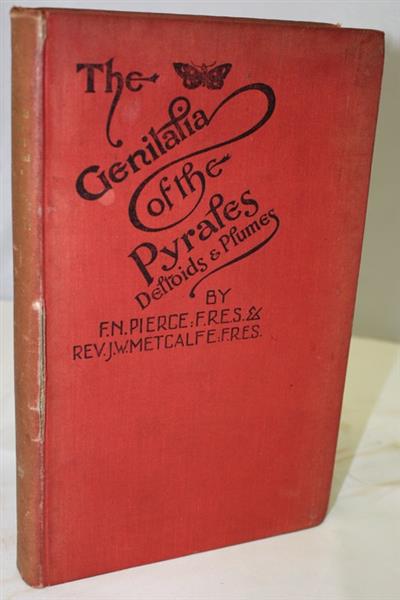 The
Genitalia
of the
Pyrales
Deltoids & Plumes
BY
F.N. PIERCE: F.R.E.S. &
REV. J.W. METCALFE: F.R.E.S.